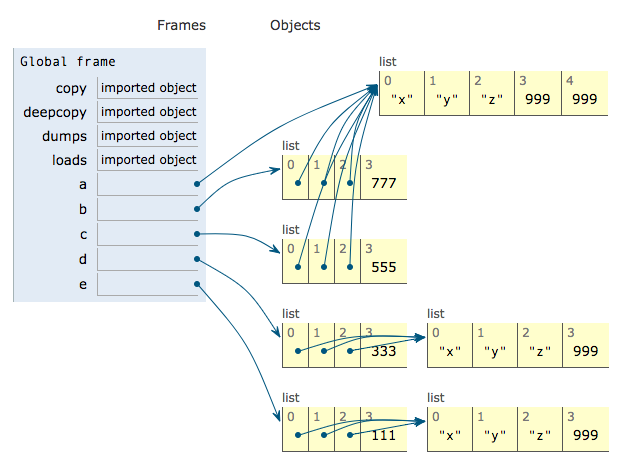 Frames Objects
Global frame
copy imported object
deepcopy imported object
dumps imported object
loads imported object
a
b
c
d
e
list
0 1 2 3 4
"x" "y" "z" 999 999
list
0 1 2 3
777
list
0 1 2 3
555
list
0 1 2 3
333
list
0 1 2 3
"x" "y" "z" 999
list
0 1 2 3
111
list
0 1 2 3
"x" "y" "z" 999